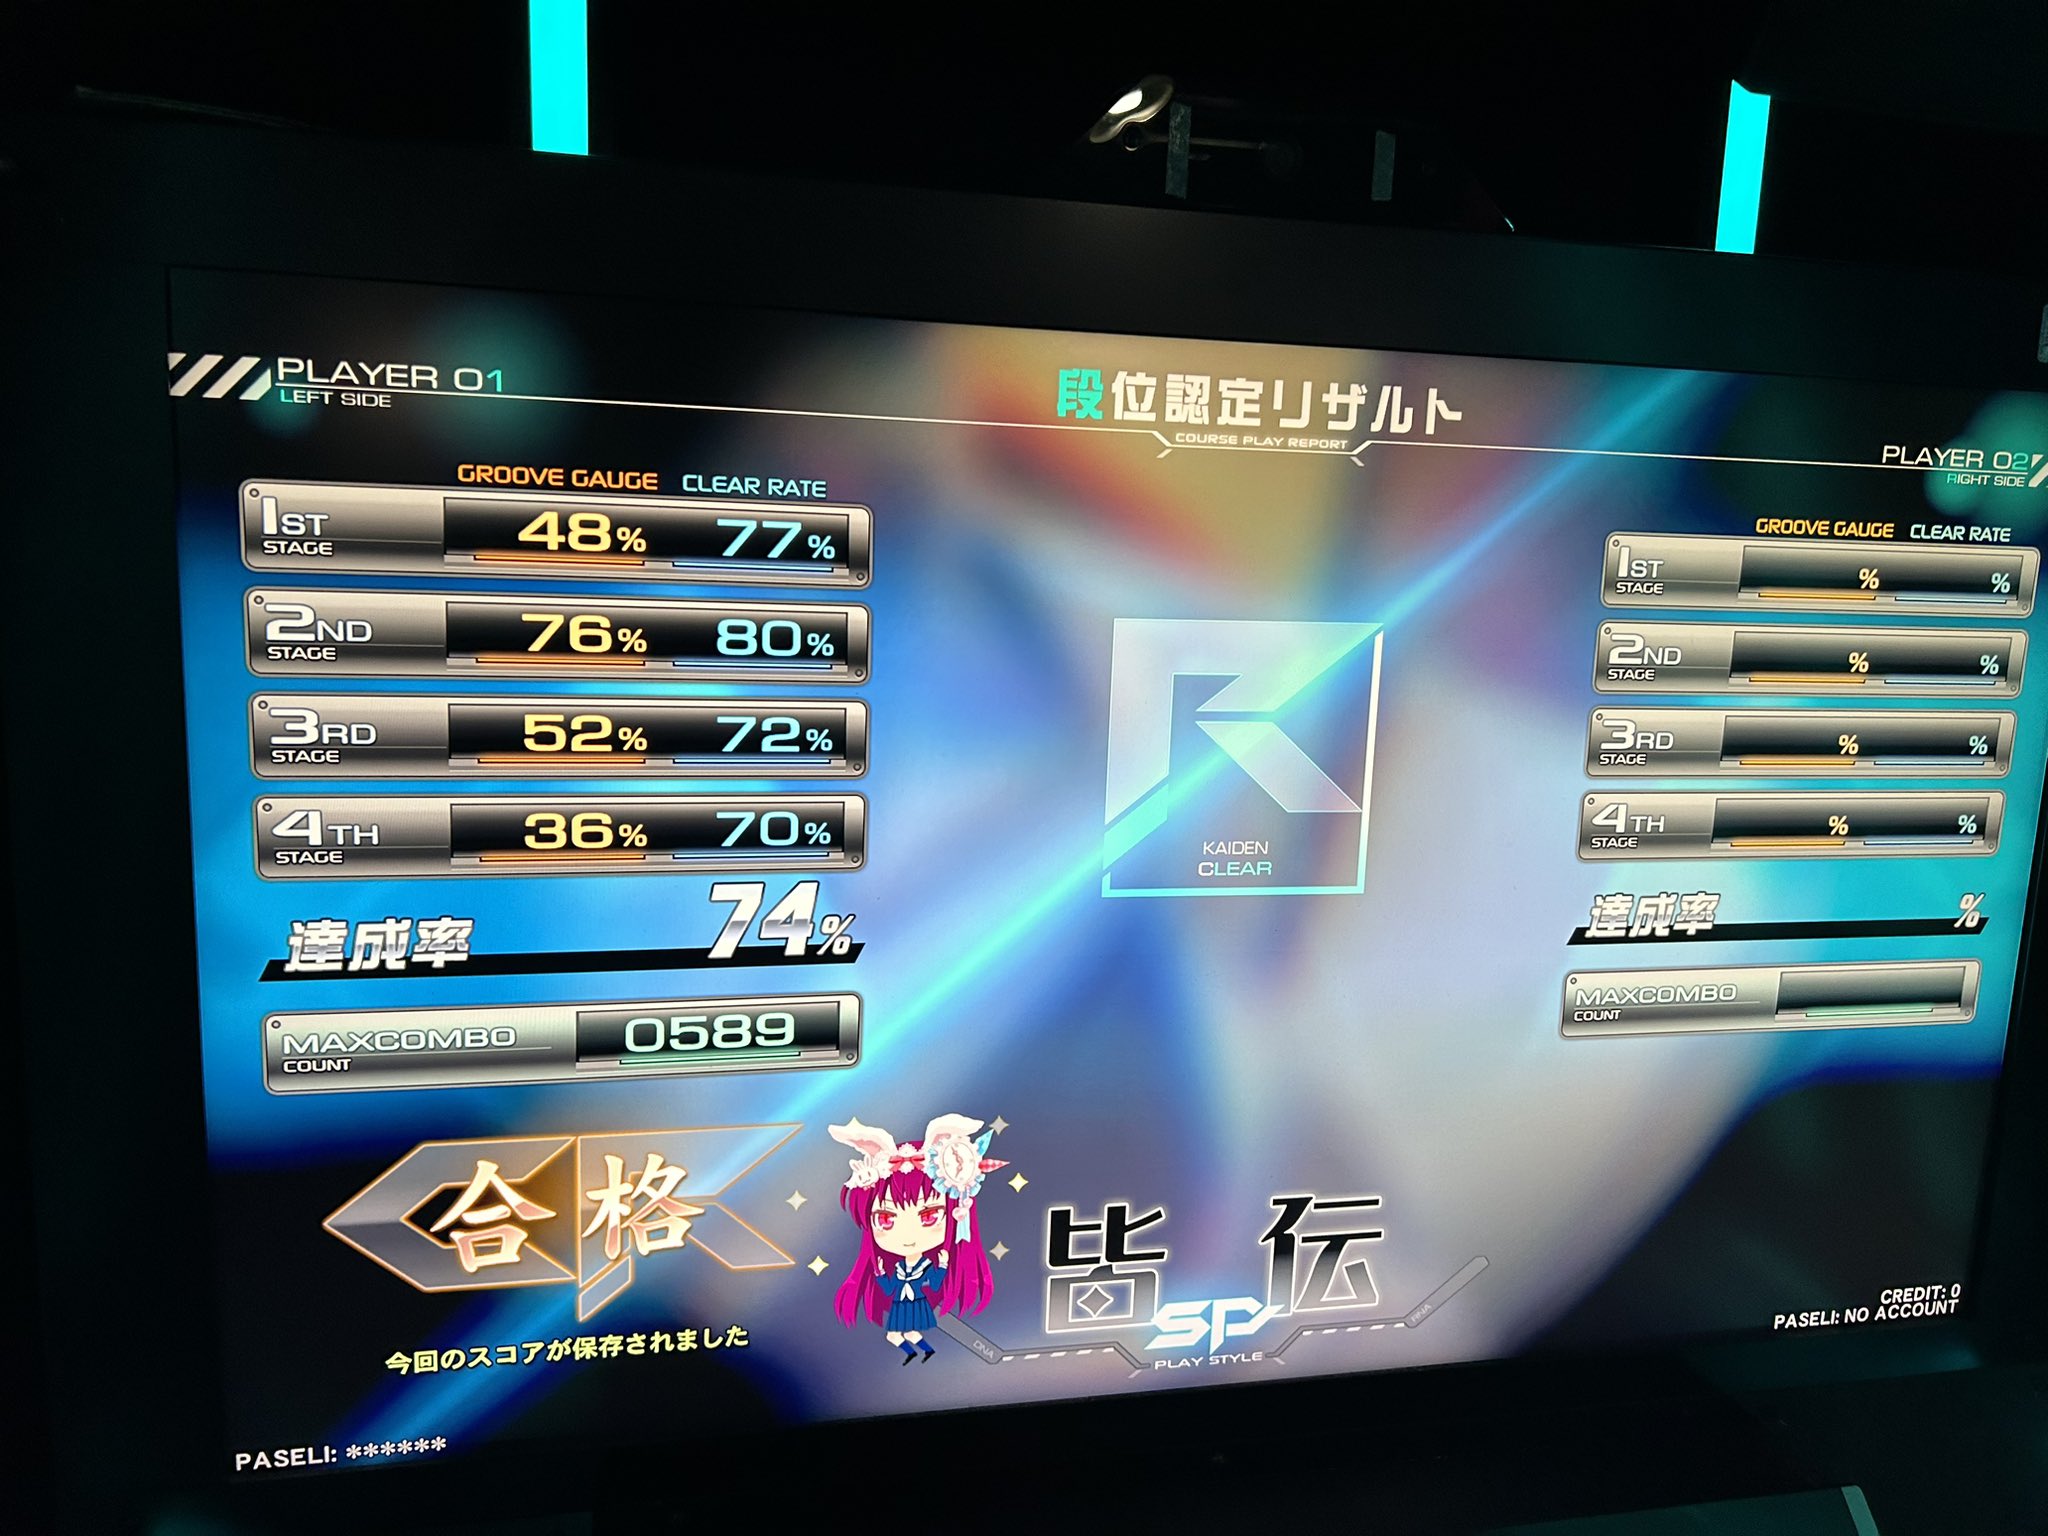 PLAYER 01
LEFT SIDE
段位認定リザルト
COURSE PLAY REPORT
PLAYER 02
RIGHT SIDE
GROOVE GAUGE CLEAR RATE
1ST STAGE 48% 77%
2ND STAGE 76% 80%
3RD STAGE 52% 72%
4TH STAGE 36% 70%
達成率 74%
MAXCOMBO COUNT 0589
KAIDEN
CLEAR
GROOVE GAUGE CLEAR RATE
1ST STAGE % %
2ND STAGE % %
3RD STAGE % %
4TH STAGE % %
達成率 %
MAXCOMBO COUNT
合格
今回のスコアが保存されました
皆伝
SP
PLAY STYLE
DNA
RNA
CREDIT: 0
PASELI: NO ACCOUNT
PASELI: ******